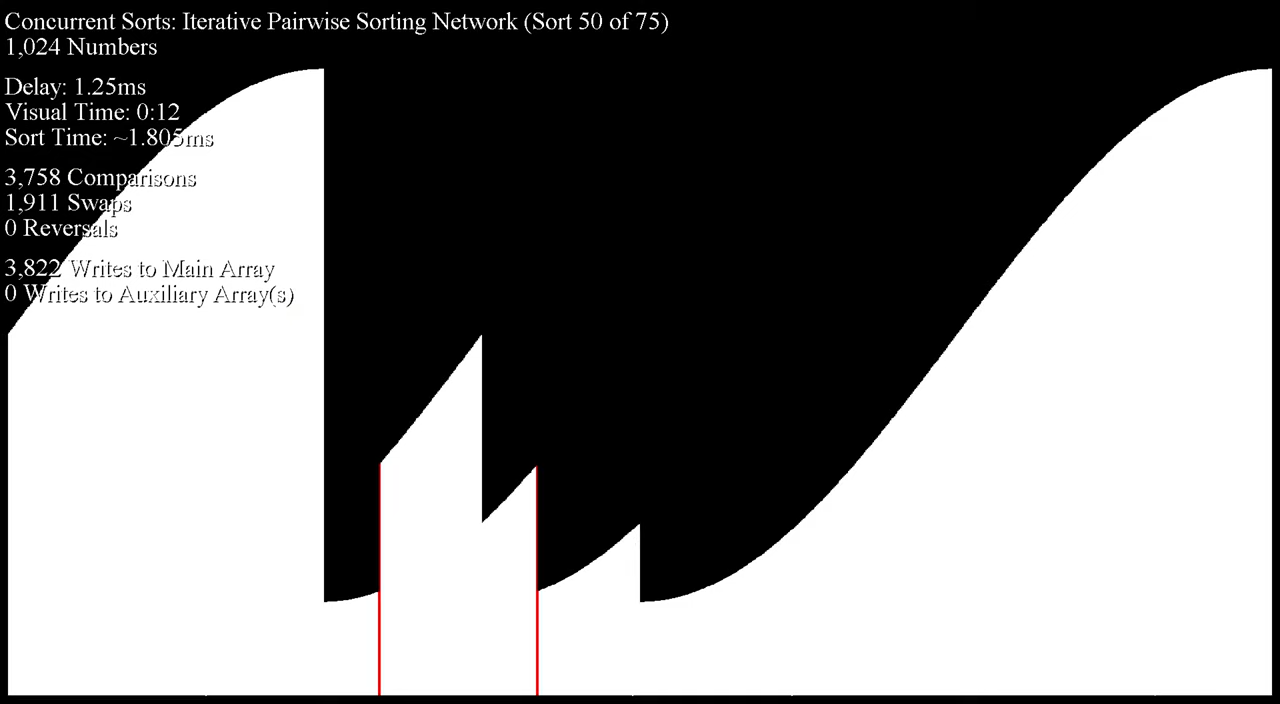 Concurrent Sorts: Iterative Pairwise Sorting Network (Sort 50 of 75)
1,024 Numbers
Delay: 1.25ms
Visual Time: 0:12
Sort Time: ~1.805ms
3,758 Comparisons
1,911 Swaps
0 Reversals
3,822 Writes to Main Array
0 Writes to Auxiliary Array(s)